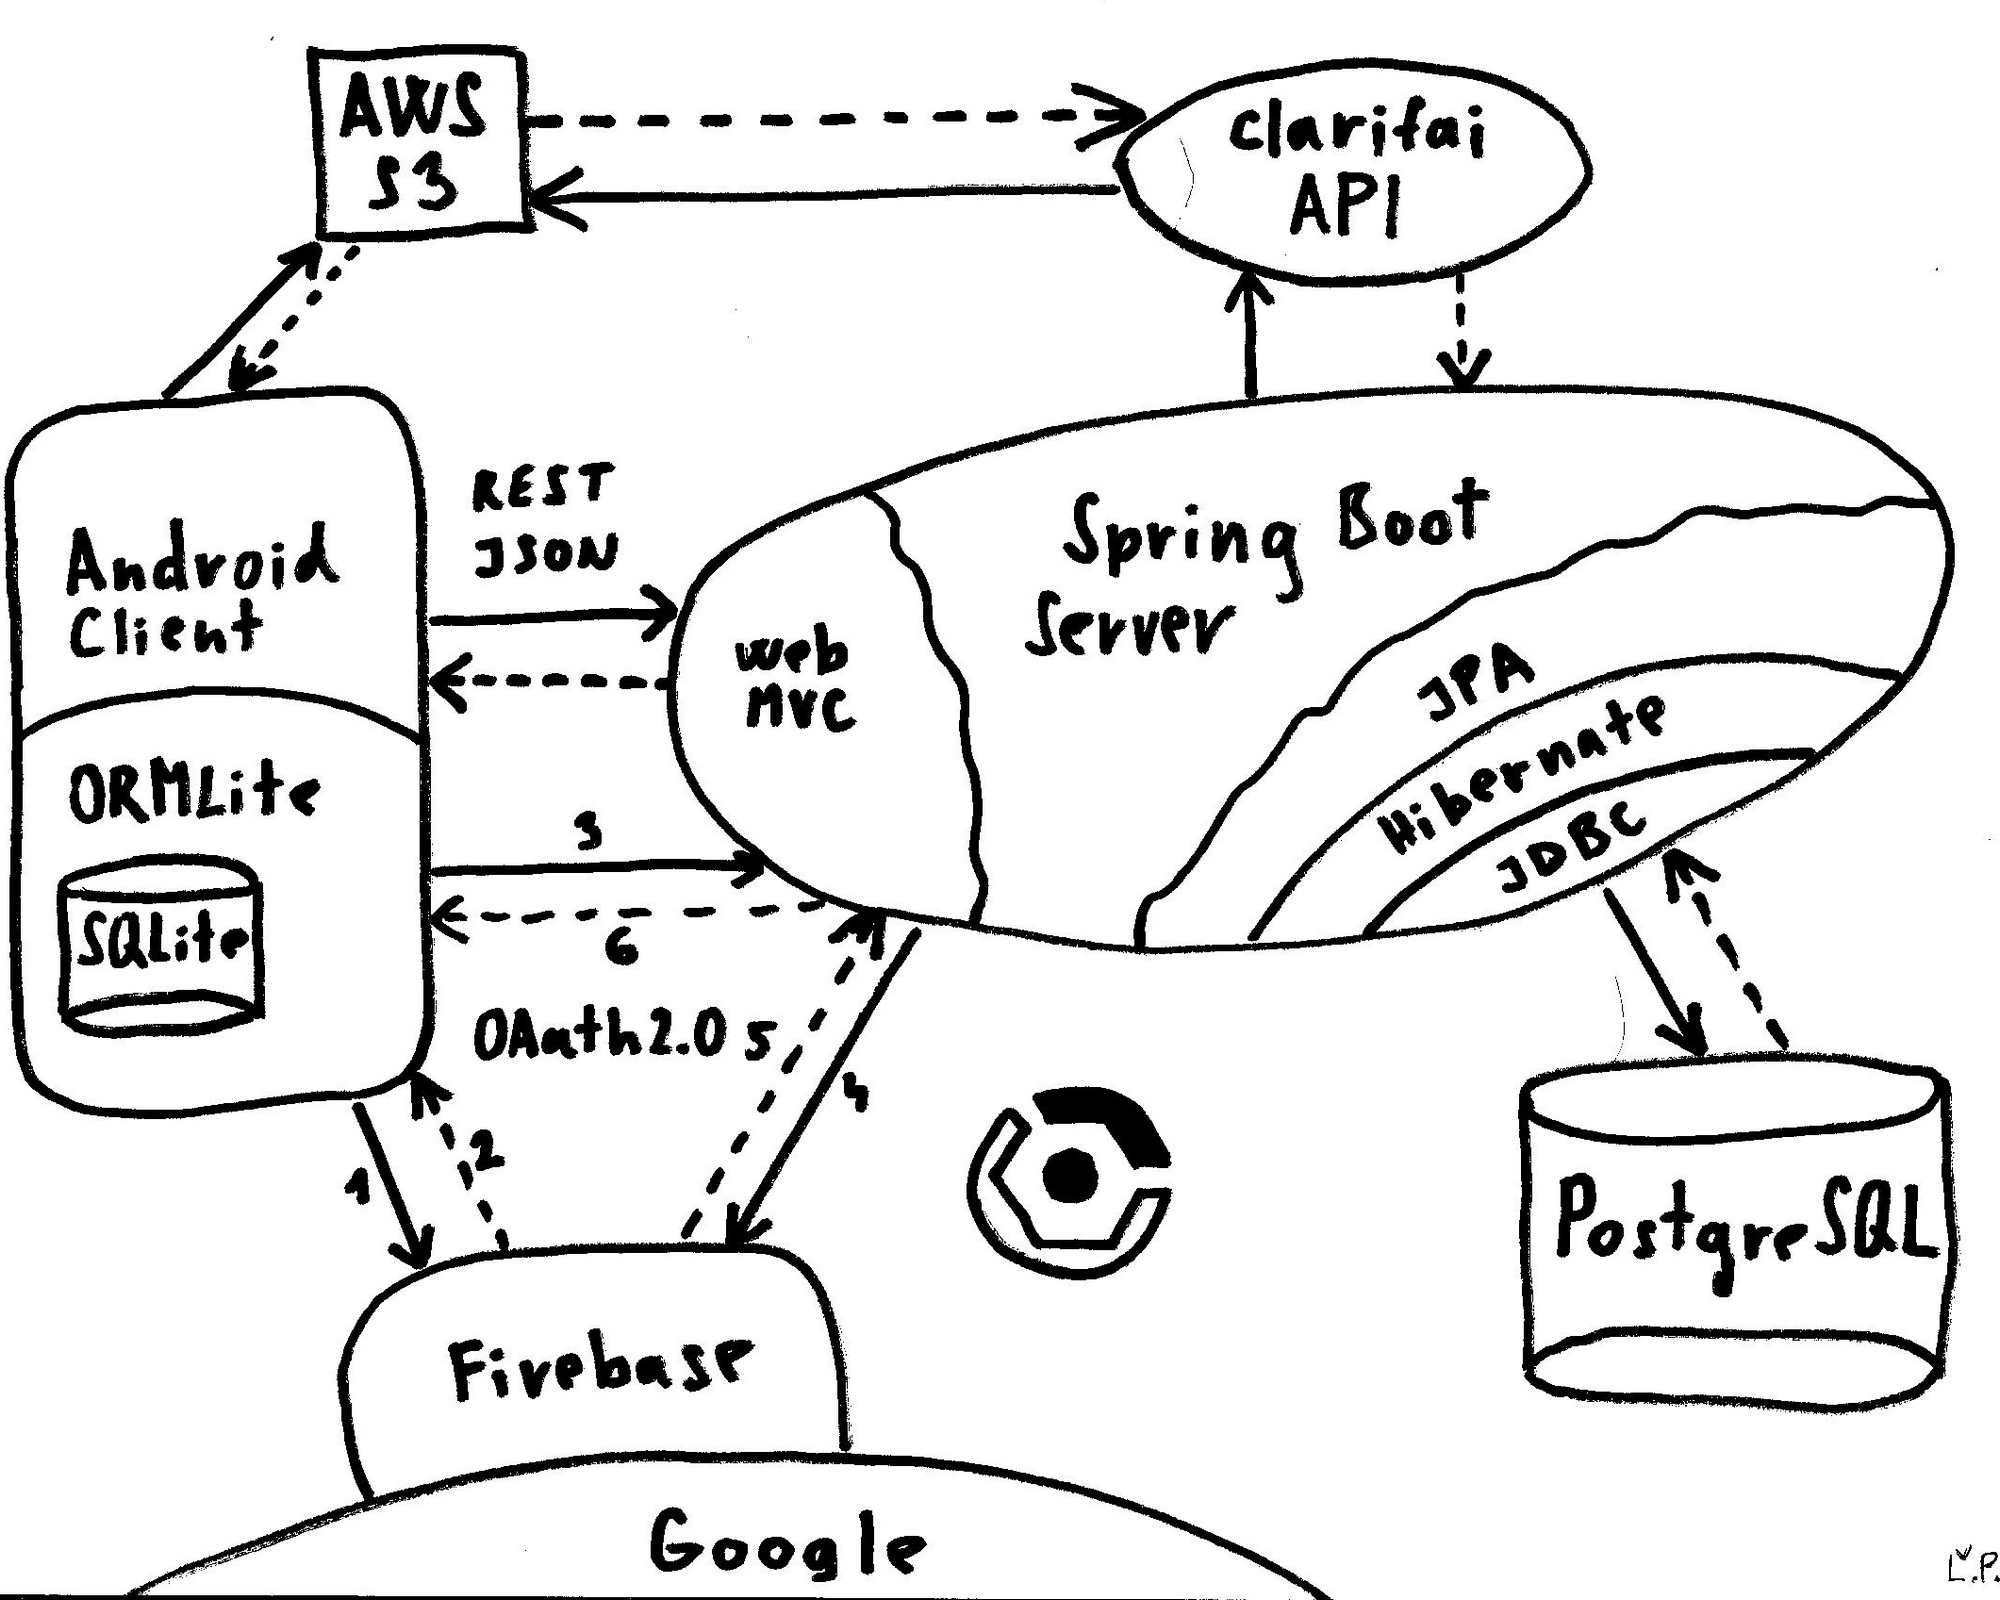 AWS
S3
clarifai
API
REST
JSON
Android
Client
Spring Boot
Server
web
MVC
JPA
Hibernate
JDBC
ORMLite
SQLite
3
6
OAuth2.0
5
4
1
2
PostgreSQL
Firebase
Google
Ľ.P.